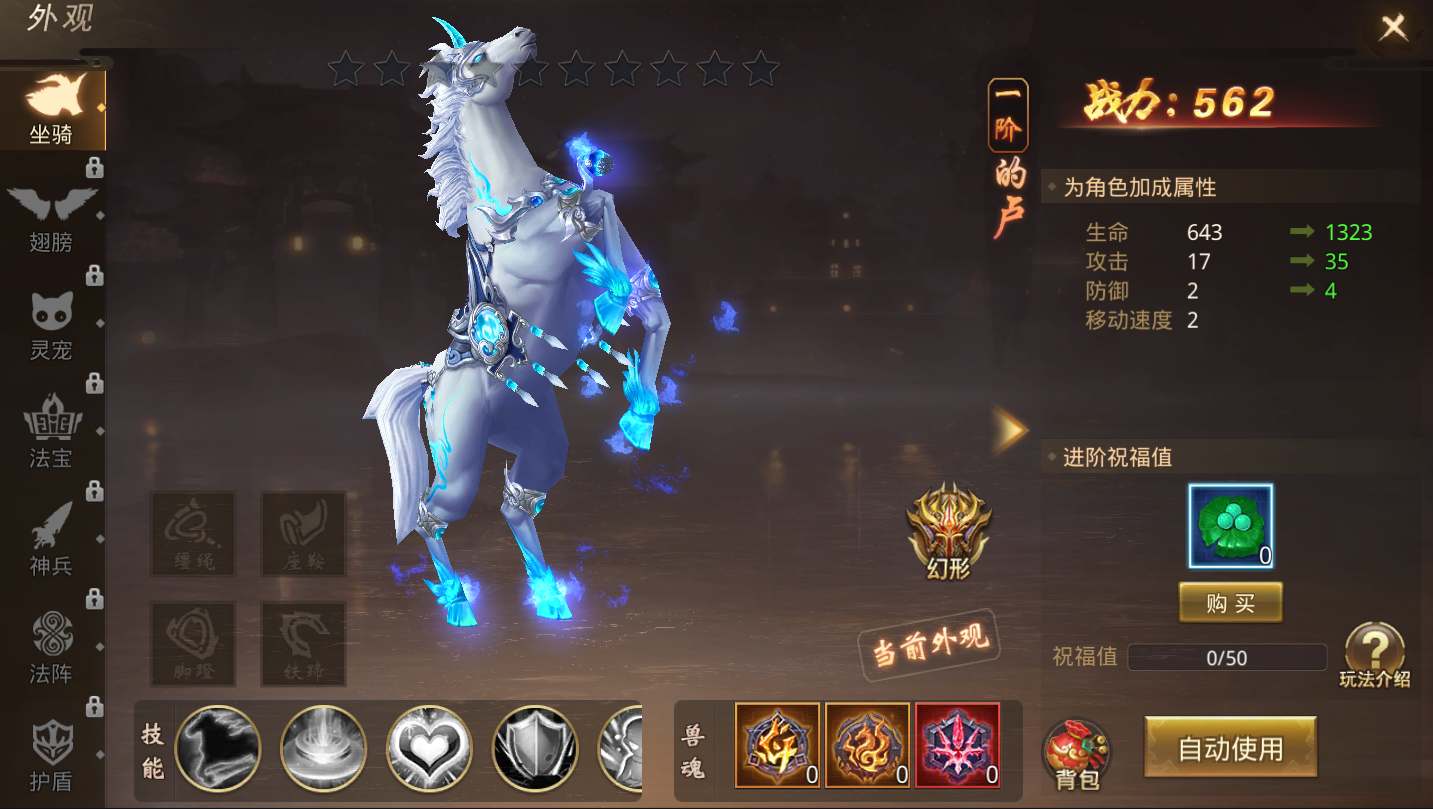 外观
坐骑
翅膀
灵宠
法宝
神兵
法阵
护盾
一阶的卢
战力：562
为角色加成属性
生命 643 1323
攻击 17 35
防御 2 4
移动速度 2
进阶祝福值
0
购买
祝福值 0/50
玩法介绍
缰绳
座鞍
脚蹬
铁蹄
幻形
当前外观
技能
兽魂
0
0
0
背包
自动使用